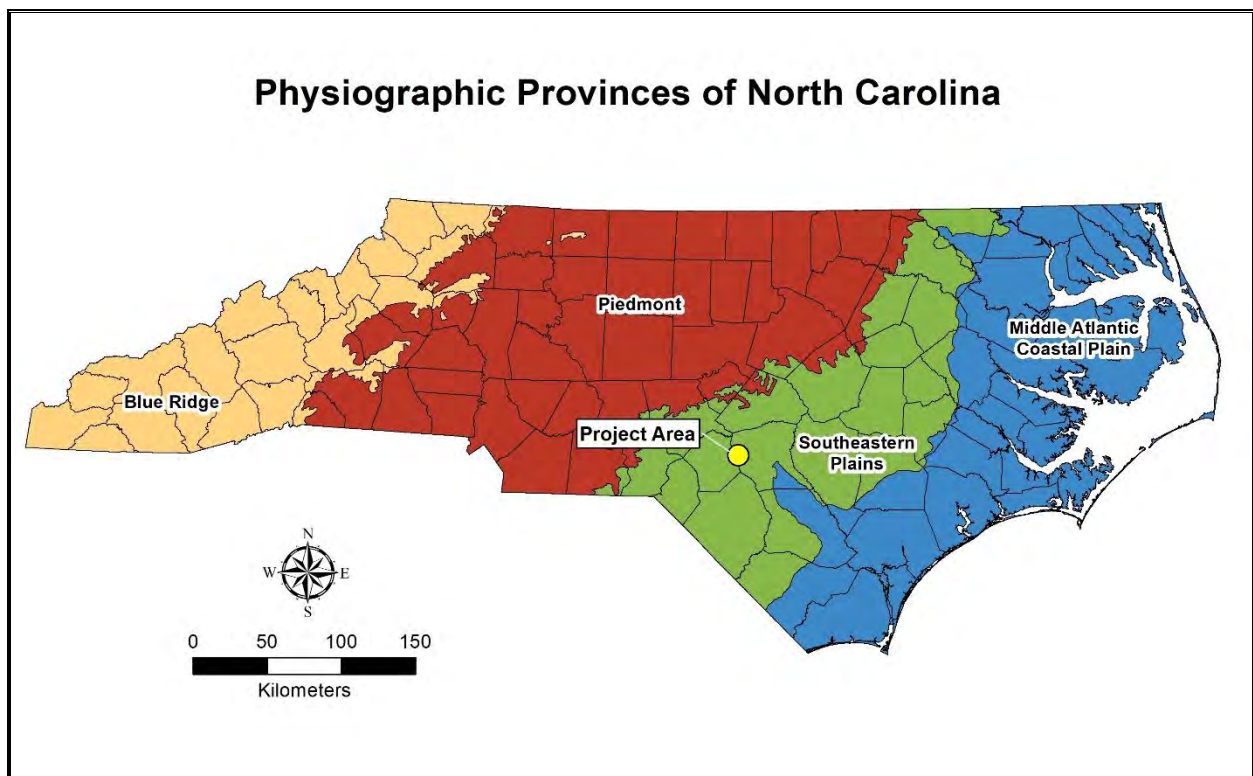 Physiographic Provinces of North Carolina
Piedmont
Middle Atlantic
Coastal Plain
Blue Ridge
Project Area
Southeastern
Plains
N
W E
S
0 50 100 150
Kilometers